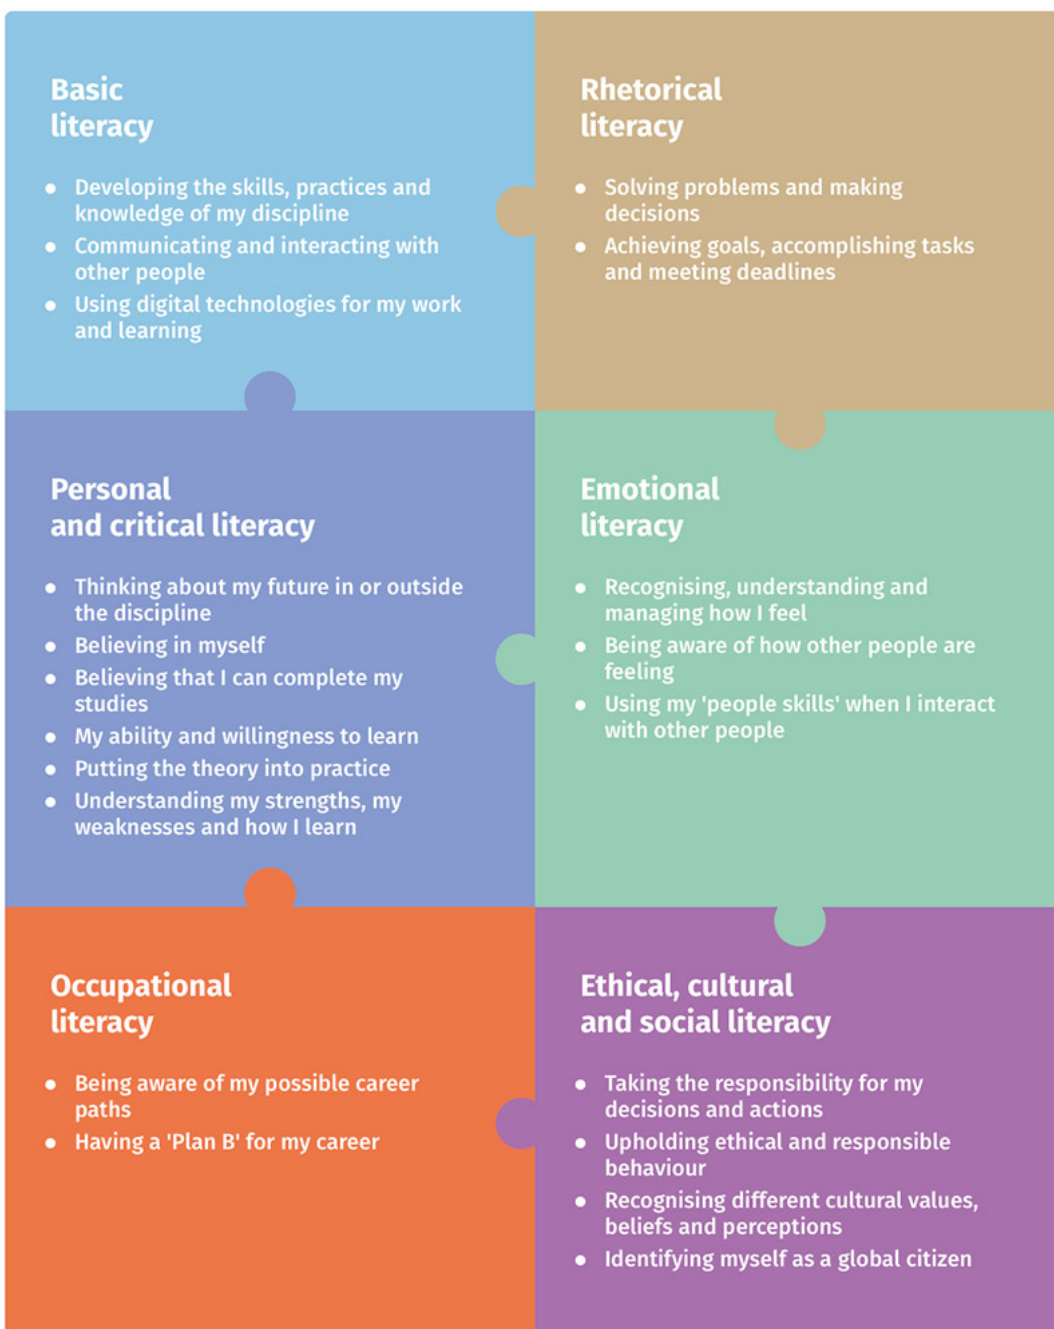 Basic
literacy
● Developing the skills, practices and
knowledge of my discipline
● Communicating and interacting with
other people
● Using digital technologies for my work
and learning
Rhetorical
literacy
● Solving problems and making
decisions
● Achieving goals, accomplishing tasks
and meeting deadlines
Personal
and critical literacy
● Thinking about my future in or outside
the discipline
● Believing in myself
● Believing that I can complete my
studies
● My ability and willingness to learn
● Putting the theory into practice
● Understanding my strengths, my
weaknesses and how I learn
Emotional
literacy
● Recognising, understanding and
managing how I feel
● Being aware of how other people are
feeling
● Using my 'people skills' when I interact
with other people
Occupational
literacy
● Being aware of my possible career
paths
● Having a 'Plan B' for my career
Ethical, cultural
and social literacy
● Taking the responsibility for my
decisions and actions
● Upholding ethical and responsible
behaviour
● Recognising different cultural values,
beliefs and perceptions
● Identifying myself as a global citizen